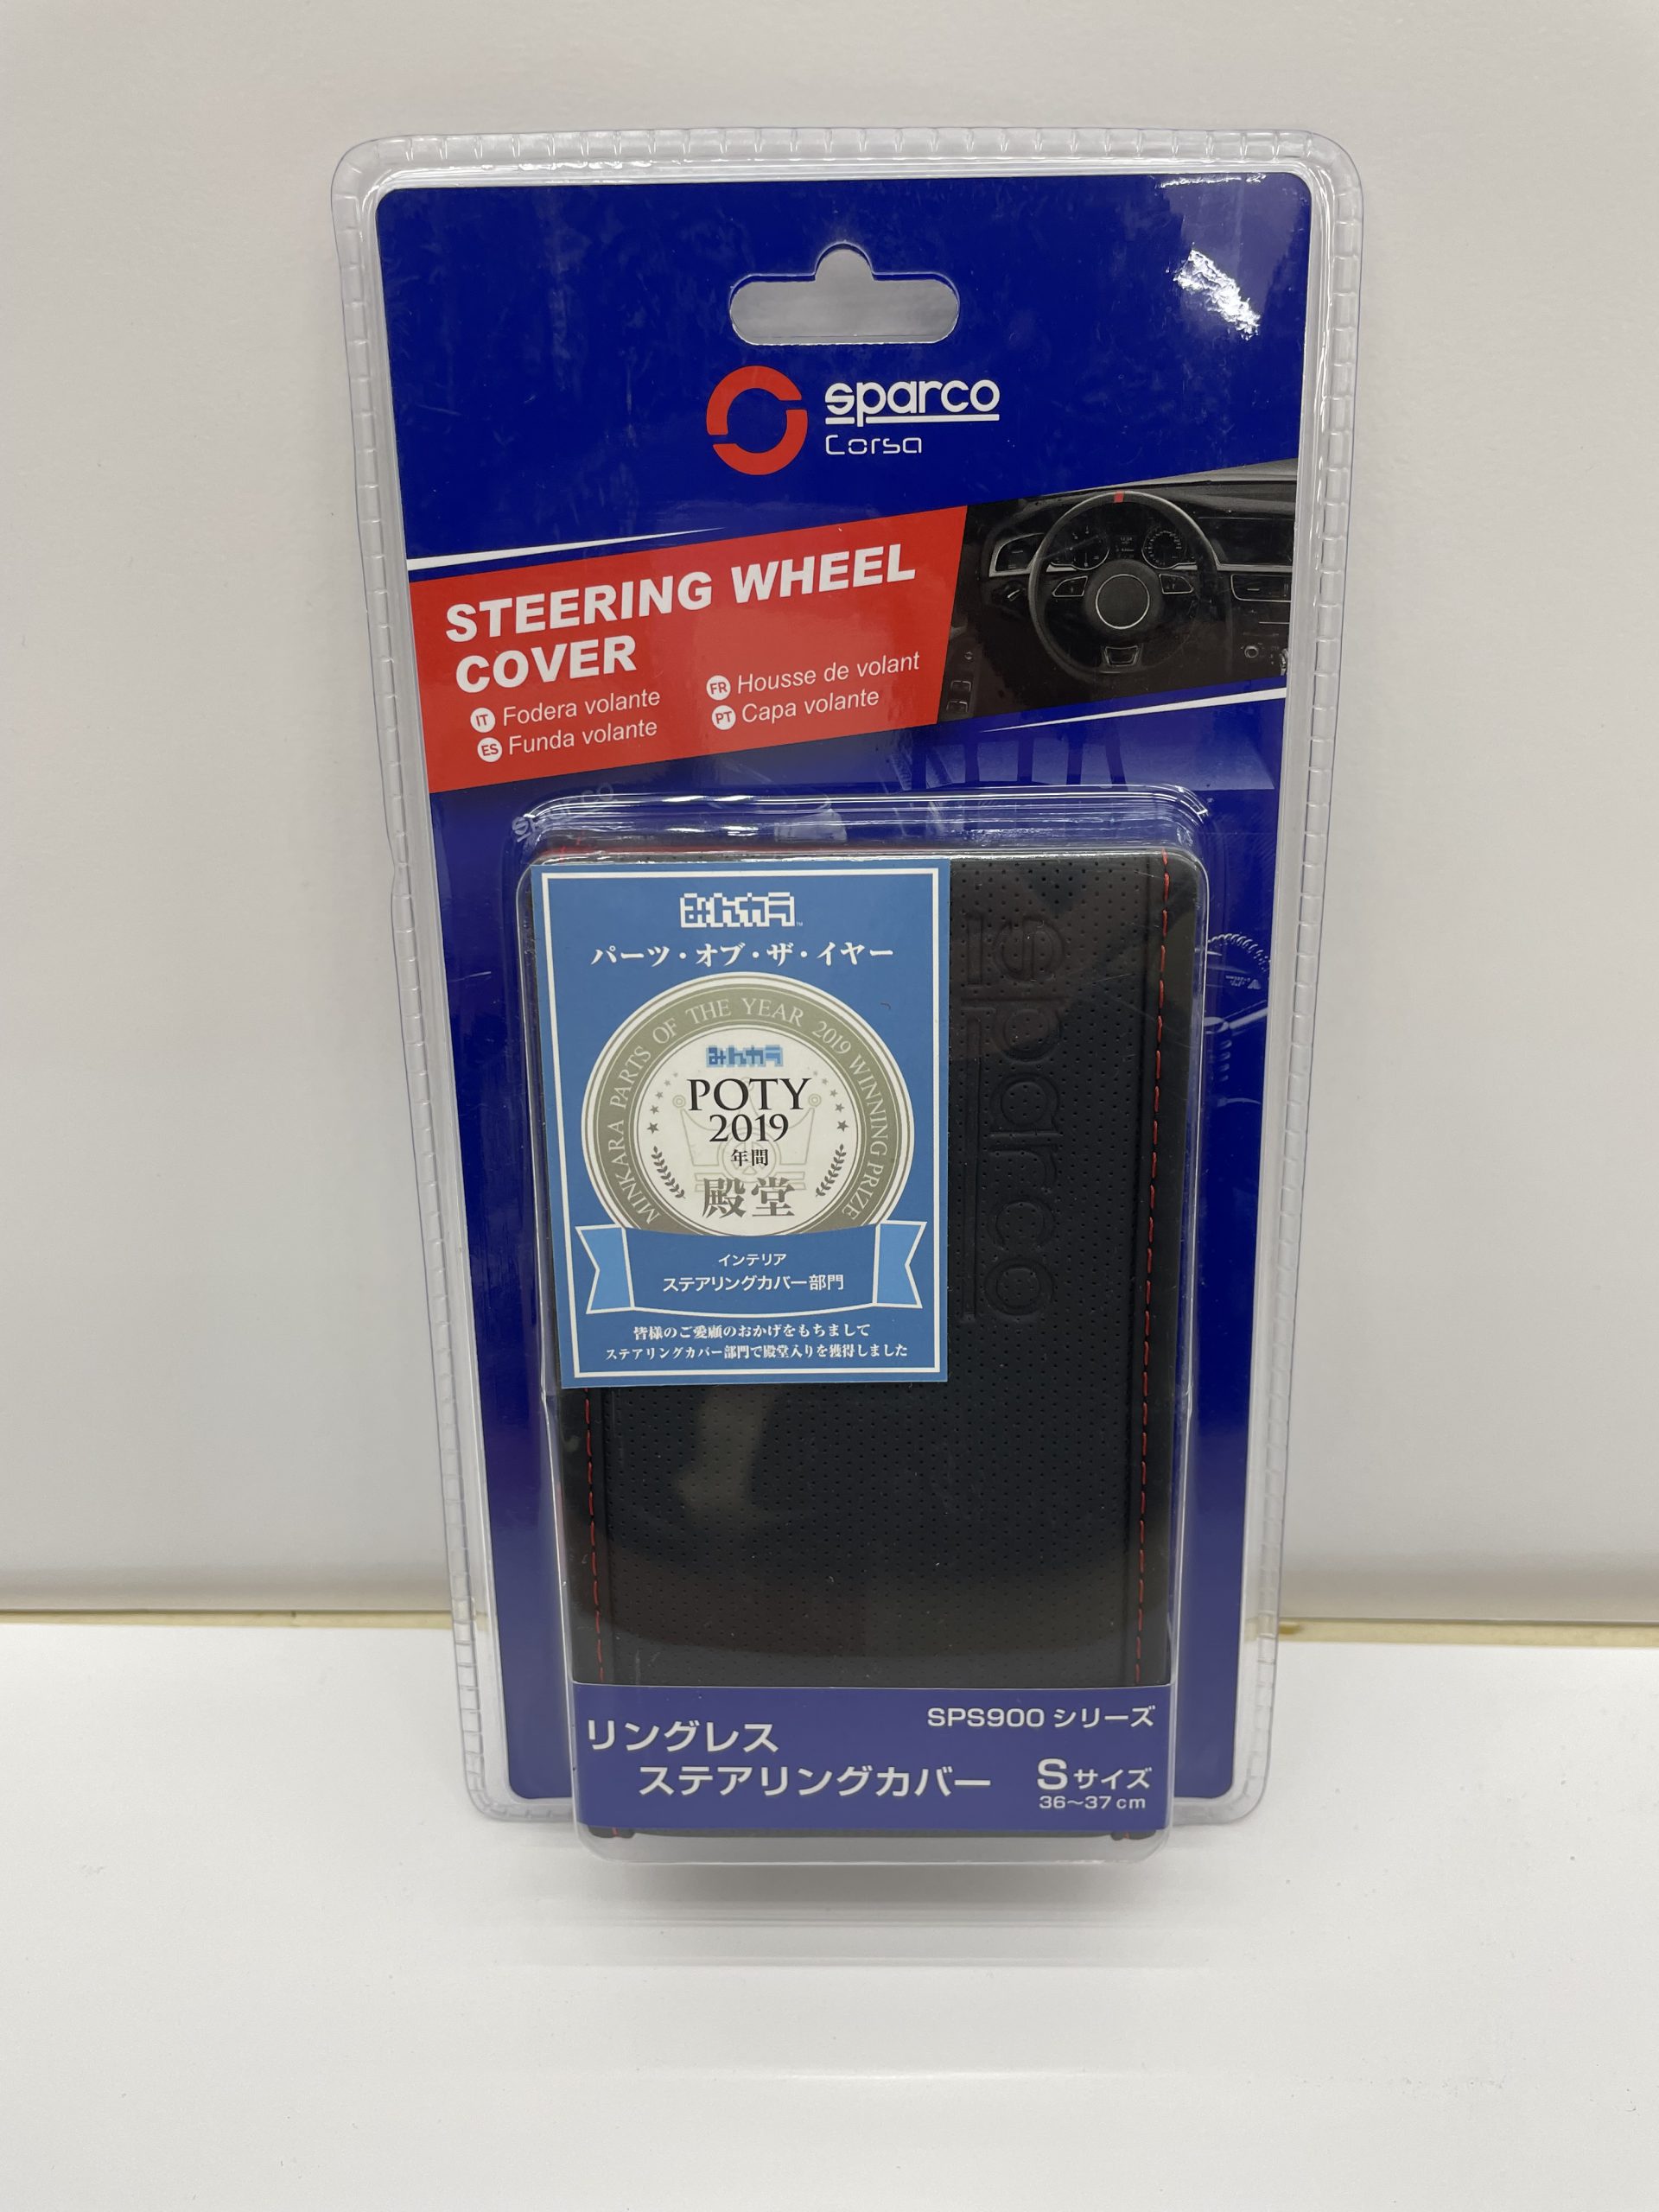 sparco
Corsa
STEERING WHEEL
COVER
IT Fodera volante
FR Housse de volant
ES Funda volante
PT Capa volante
sparco
みんカラ
パーツ・オブ・ザ・イヤー
MINKARA PARTS OF THE YEAR 2019 WINNING PRIZE
みんカラ
POTY
2019
年間
殿堂
インテリア
ステアリングカバー部門
皆様のご愛顧のおかげをもちまして
ステアリングカバー部門で殿堂入りを獲得しました
sparco
SPS900 シリーズ
リングレス
ステアリングカバー
Sサイズ
36~37cm